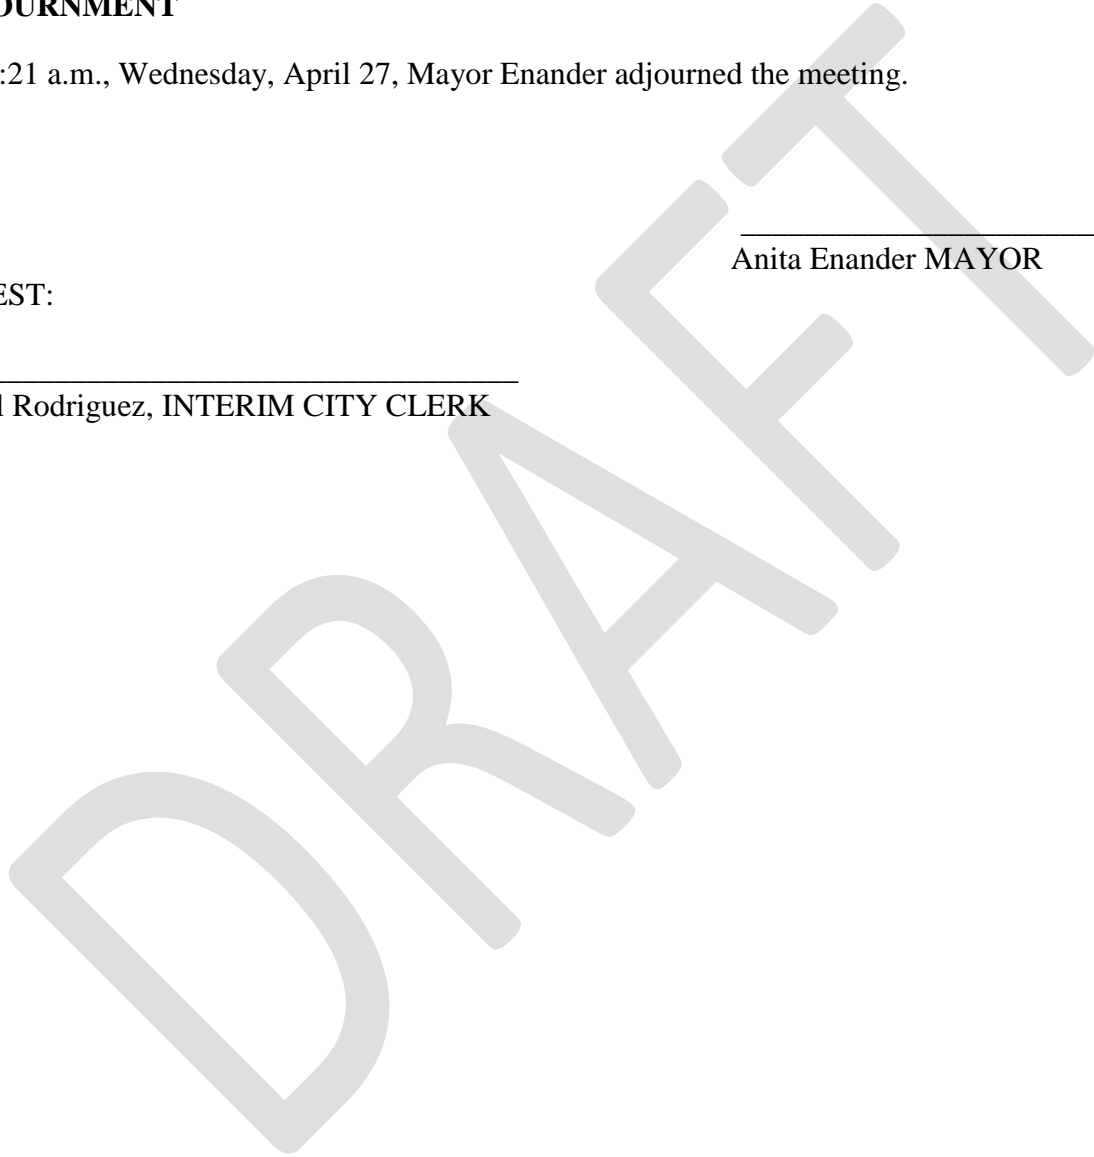 OURNMENT
:21 a.m., Wednesday, April 27, Mayor Enander adjourned the meeting.
Anita Enander MAYOR
EST:
l Rodriguez, INTERIM CITY CLERK
DRAFT